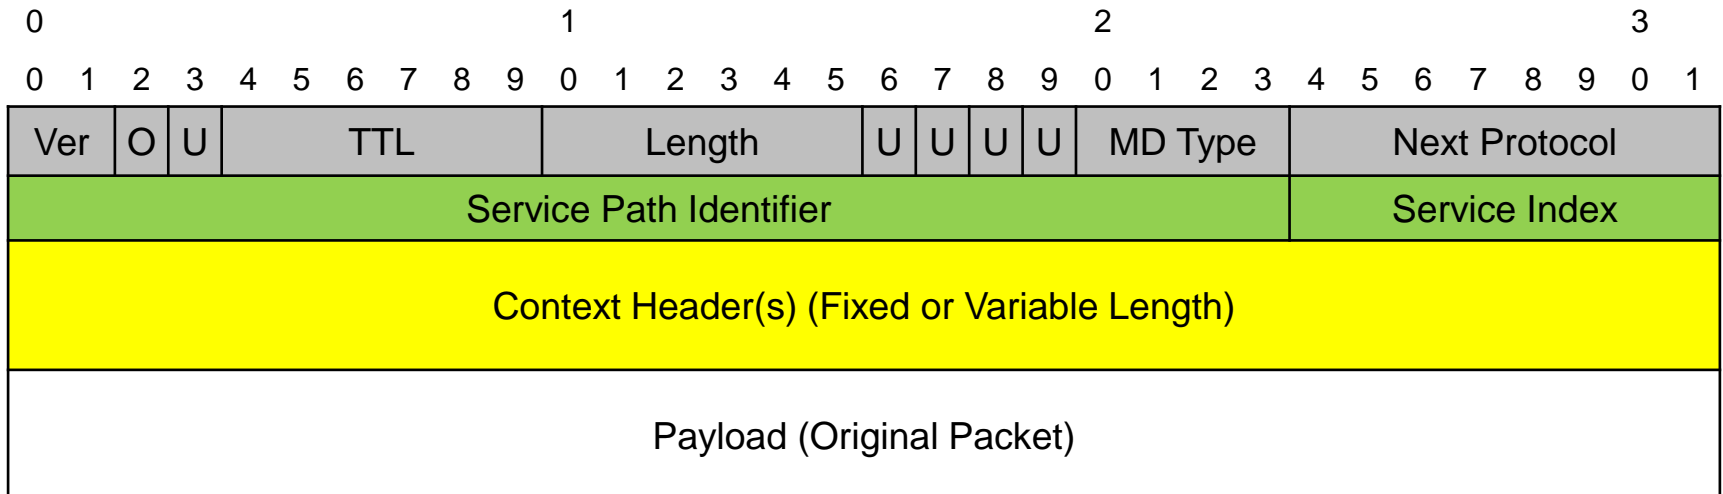 0 1 2 3
0 1 2 3 4 5 6 7 8 9 0 1 2 3 4 5 6 7 8 9 0 1 2 3 4 5 6 7 8 9 0 1
Ver O U TTL Length U U U U MD Type Next Protocol
Service Path Identifier Service Index
Context Header(s) (Fixed or Variable Length)
Payload (Original Packet)